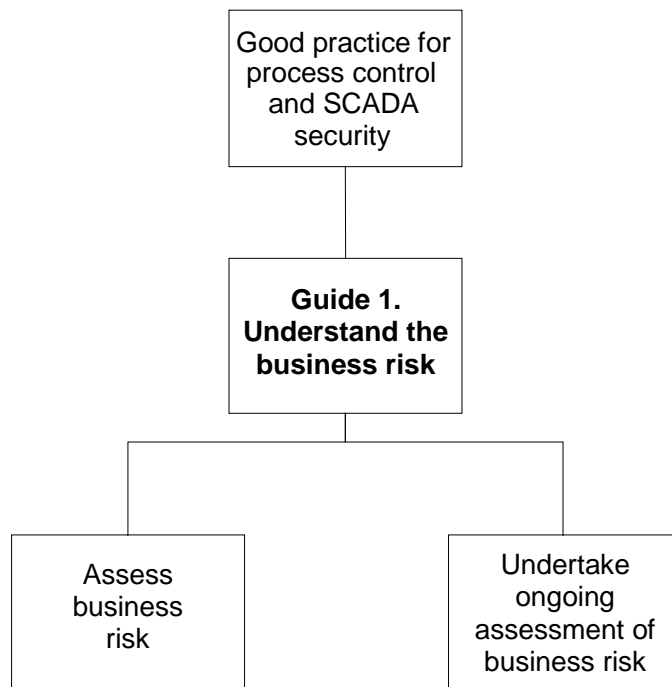 Good practice for
process control
and SCADA
security
Guide 1.
Understand the
business risk
Assess
business
risk
Undertake
ongoing
assessment of
business risk